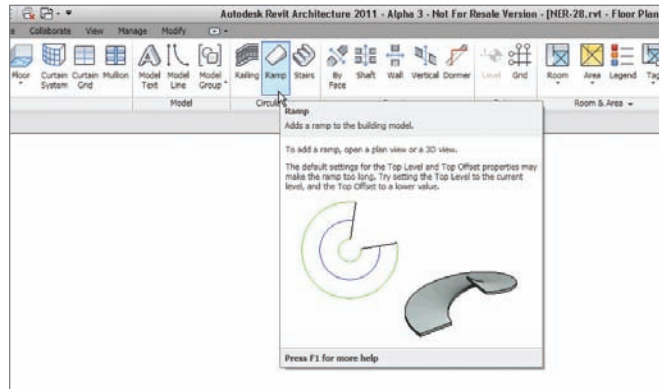 Autodesk Revit Architecture 2011 - Alpha 3 - Not For Resale Version - [NER-28.rvt - Floor Plan
Collaborate View Manage Modify
Floor Curtain System Curtain Grid Mullion Model Text Model Line Model Group Railing Ramp Stairs By Face Shaft Wall Vertical Dormer Level Grid Room Area Legend Tag
Model Room & Area
Ramp
Adds a ramp to the building model.
To add a ramp, open a plan view or a 3D view.
The default settings for the Top Level and Top Offset properties may
make the ramp too long. Try setting the Top Level to the current
level, and the Top Offset to a lower value.
Press F1 for more help